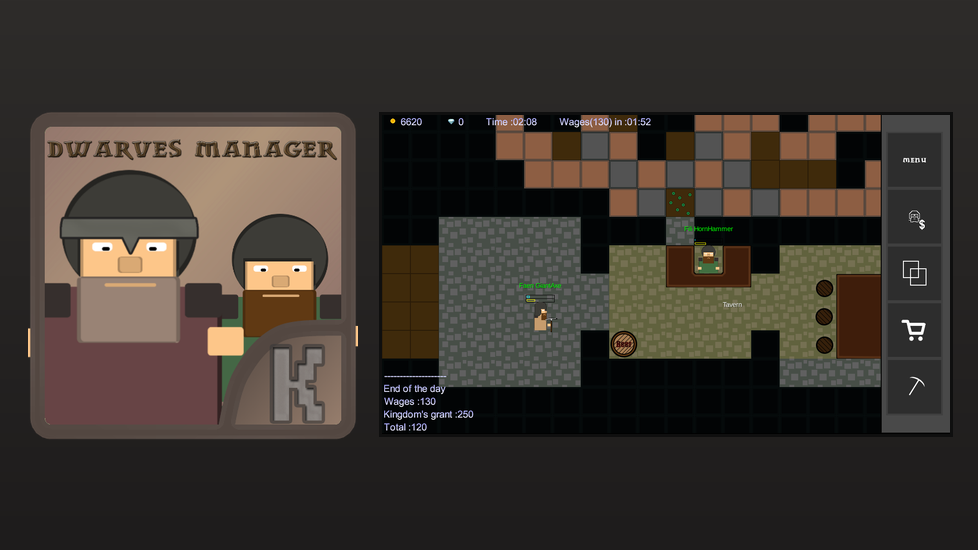 DWARVES MANAGER
K
6620
0
Time :02:08
Wages(130) in :01:52
MENU
$
HornHammer
Tavern
BEER
--------------------
End of the day
Wages :130
Kingdom's grant :250
Total :120